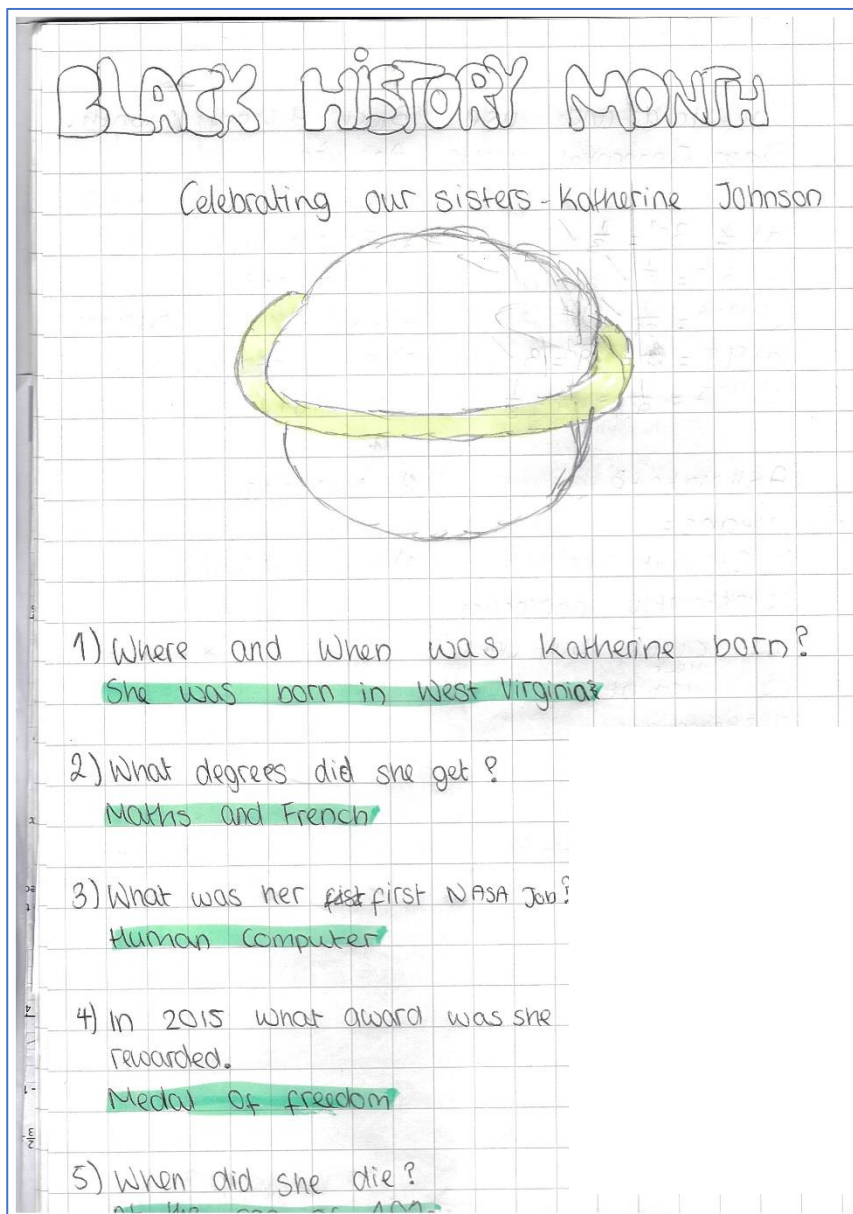 BLACK HISTORY MONTH
Celebrating our sisters - Katherine Johnson
1) Where and When was Katherine born?
She was born in West Virginia
2) What degrees did she get?
Maths and French
3) What was her first NASA Job?
Human Computer
4) In 2015 what award was she
rewarded.
Medal Of freedom
5) When did she die?